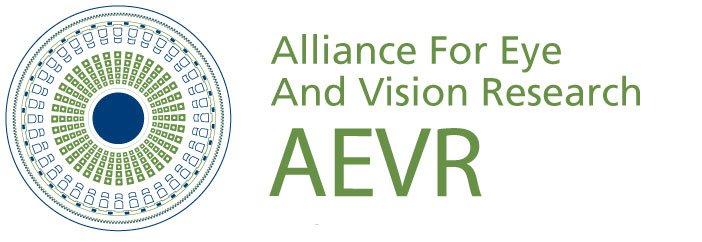 Alliance For Eye
And Vision Research
AEVR